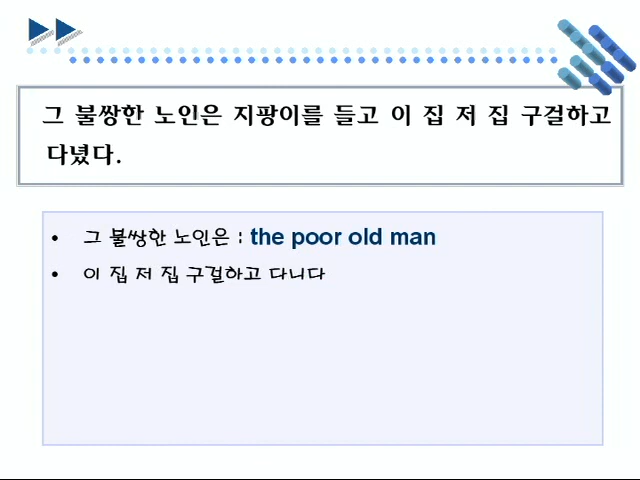 그 불쌍한 노인은 지팡이를 들고 이 집 저 집 구걸하고
다녔다.
• 그 불쌍한 노인은 : the poor old man
• 이 집 저 집 구걸하고 다니다